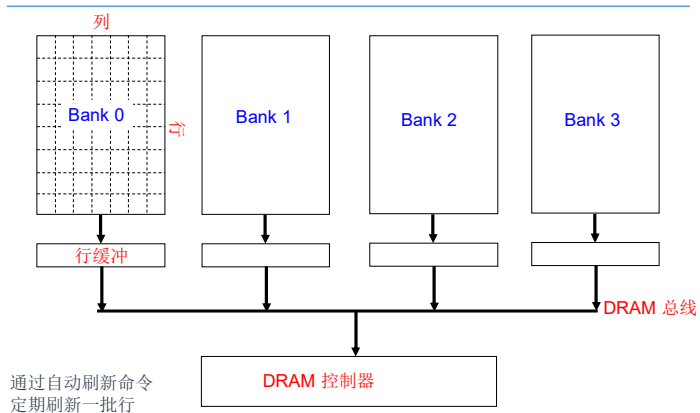 列
Bank 0
行
Bank 1
Bank 2
Bank 3
行缓冲
DRAM 总线
DRAM 控制器
通过自动刷新命令
定期刷新一批行